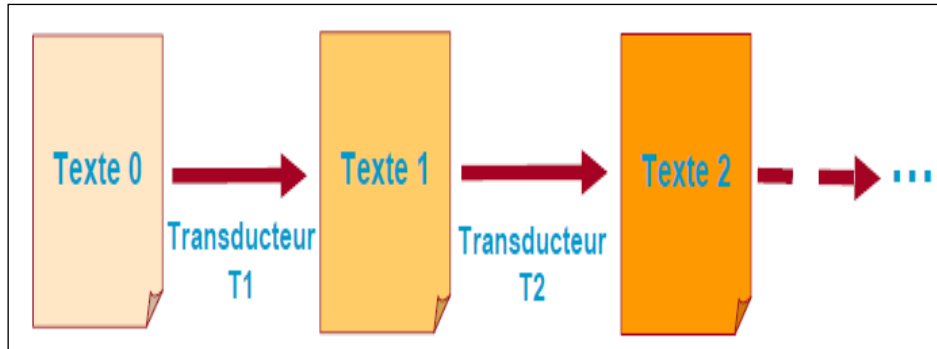 Texte 0
Texte 1
Texte 2
...
Transducteur
T1
Transducteur
T2